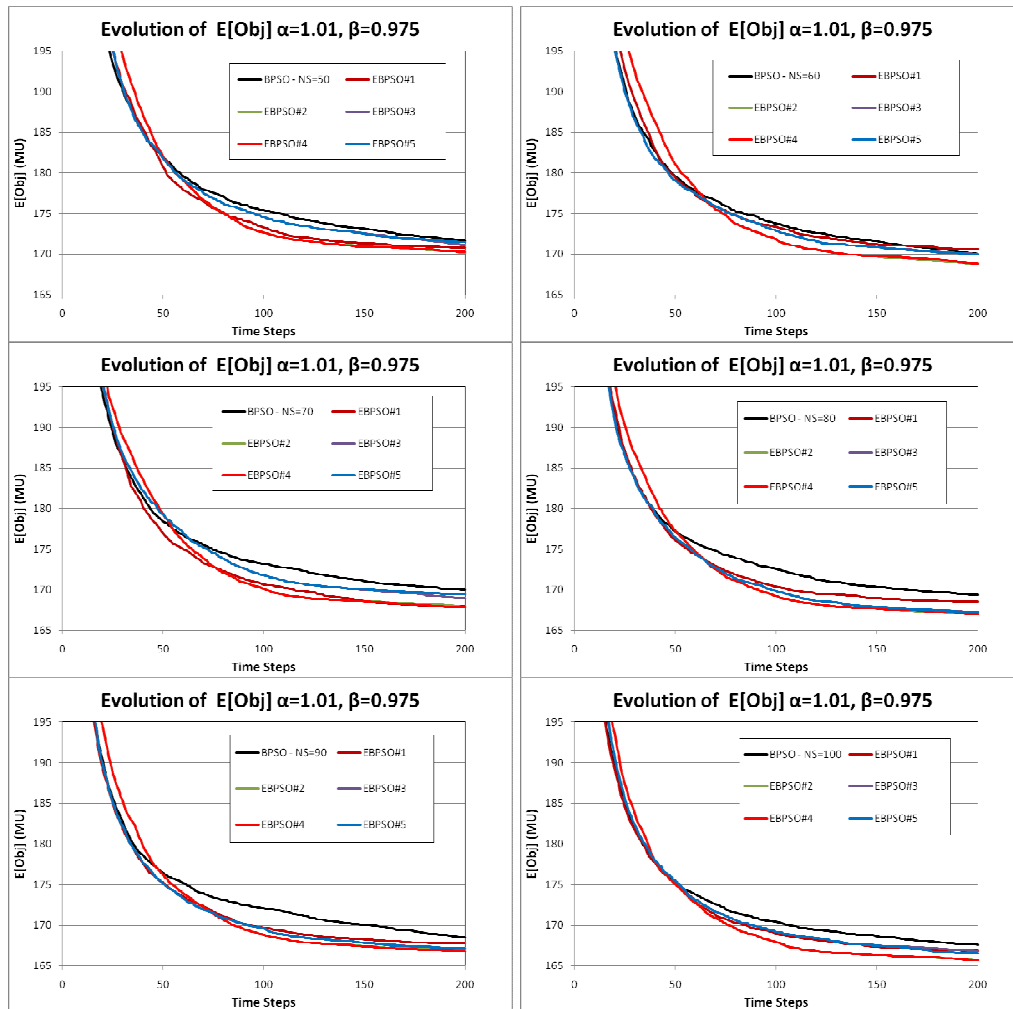 Evolution of E[Obj] α=1.01, β=0.975
E[Obj] (MU)
195
190
185
180
175
170
165
BPSO - NS=50 EBPSO#1
EBPSO#2 EBPSO#3
EBPSO#4 EBPSO#5
0 50 100 150 200
Time Steps
Evolution of E[Obj] α=1.01, β=0.975
E[Obj] (MU)
195
190
185
180
175
170
165
BPSO - NS=60 EBPSO#1
EBPSO#2 EBPSO#3
EBPSO#4 EBPSO#5
0 50 100 150 200
Time Steps
Evolution of E[Obj] α=1.01, β=0.975
E[Obj] (MU)
195
190
185
180
175
170
165
BPSO - NS=70 EBPSO#1
EBPSO#2 EBPSO#3
EBPSO#4 EBPSO#5
0 50 100 150 200
Time Steps
Evolution of E[Obj] α=1.01, β=0.975
E[Obj] (MU)
195
190
185
180
175
170
165
BPSO - NS=80 EBPSO#1
EBPSO#2 EBPSO#3
EBPSO#4 EBPSO#5
0 50 100 150 200
Time Steps
Evolution of E[Obj] α=1.01, β=0.975
E[Obj] (MU)
195
190
185
180
175
170
165
BPSO - NS=90 EBPSO#1
EBPSO#2 EBPSO#3
EBPSO#4 EBPSO#5
0 50 100 150 200
Time Steps
Evolution of E[Obj] α=1.01, β=0.975
E[Obj] (MU)
195
190
185
180
175
170
165
BPSO - NS=100 EBPSO#1
EBPSO#2 EBPSO#3
EBPSO#4 EBPSO#5
0 50 100 150 200
Time Steps